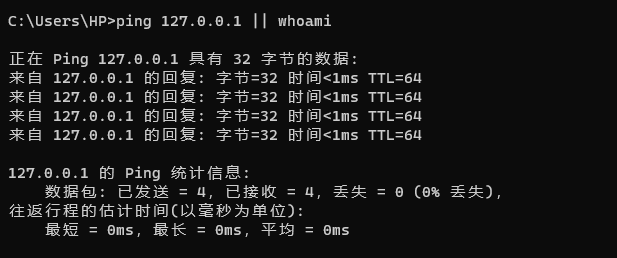 C:\Users\HP>ping 127.0.0.1 || whoami
正在 Ping 127.0.0.1 具有 32 字节的数据:
来自 127.0.0.1 的回复: 字节=32 时间<1ms TTL=64
来自 127.0.0.1 的回复: 字节=32 时间<1ms TTL=64
来自 127.0.0.1 的回复: 字节=32 时间<1ms TTL=64
来自 127.0.0.1 的回复: 字节=32 时间<1ms TTL=64
127.0.0.1 的 Ping 统计信息:
数据包: 已发送 = 4, 已接收 = 4, 丢失 = 0 (0% 丢失),
往返行程的估计时间(以毫秒为单位):
最短 = 0ms, 最长 = 0ms, 平均 = 0ms